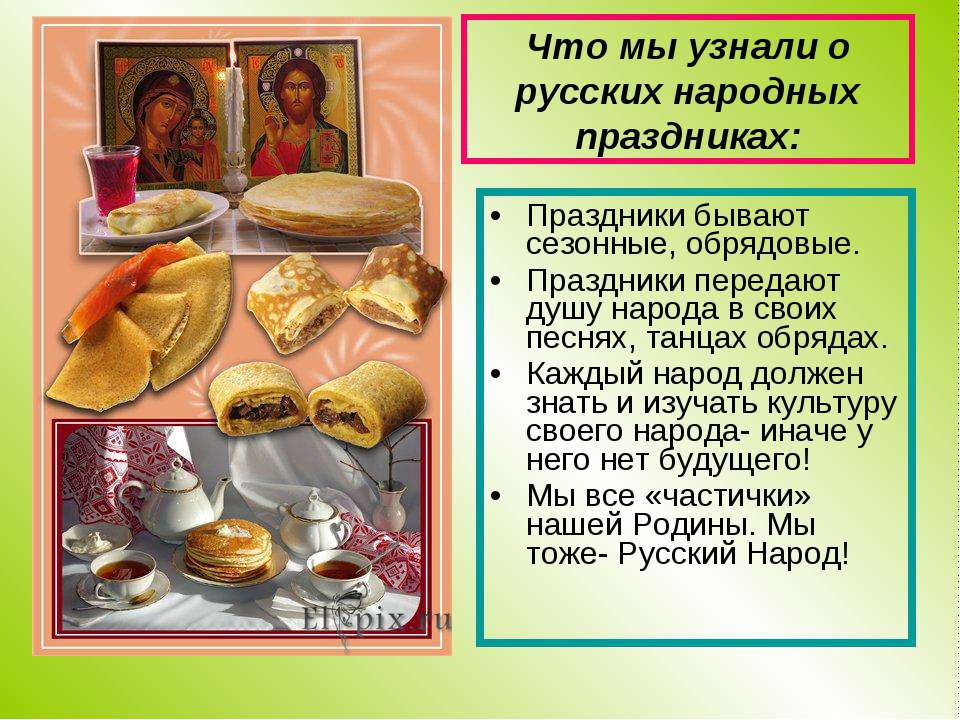 Что мы узнали о
русских народных
праздниках:
• Праздники бывают
сезонные, обрядовые.
• Праздники передают
душу народа в своих
песнях, танцах обрядах.
• Каждый народ должен
знать и изучать культуру
своего народа- иначе у
него нет будущего!
• Мы все «частички»
нашей Родины. Мы
тоже- Русский Народ!